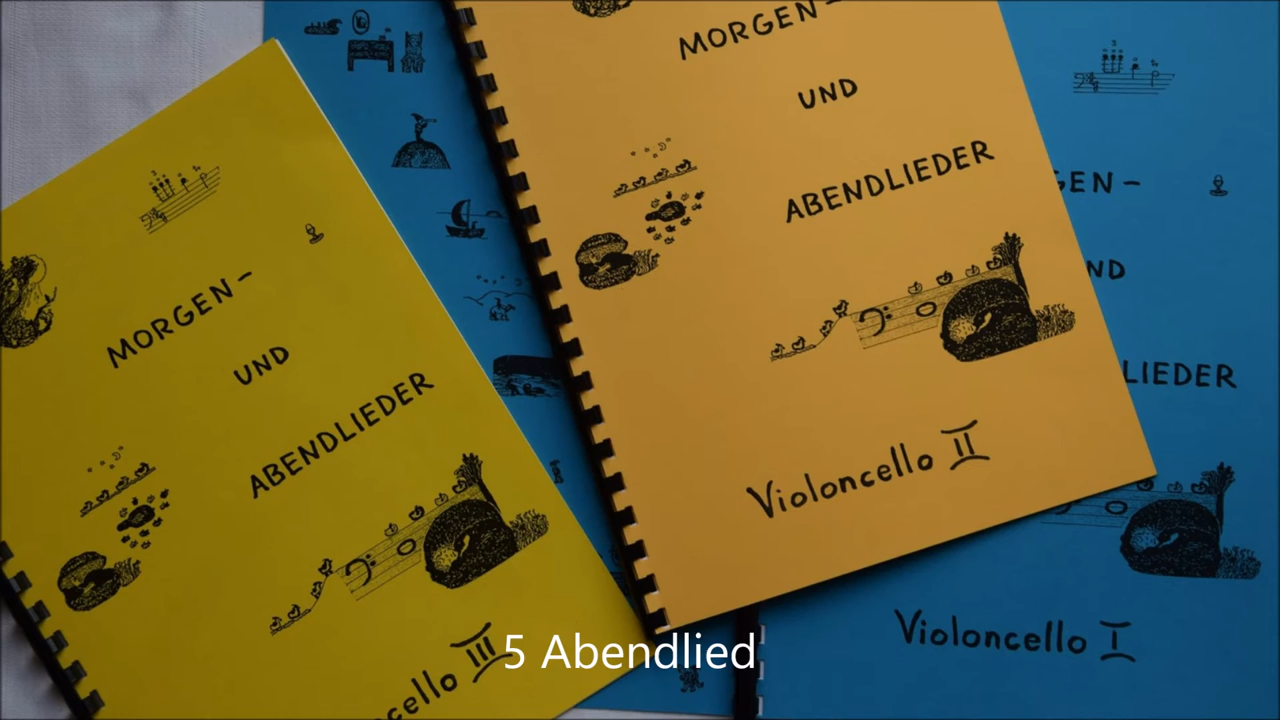 MORGEN-
UND
ABENDLIEDER
Violoncello II
MORGEN-
UND
ABENDLIEDER
cello III
GEN-
ND
LIEDER
Violoncello I
5 Abendlied